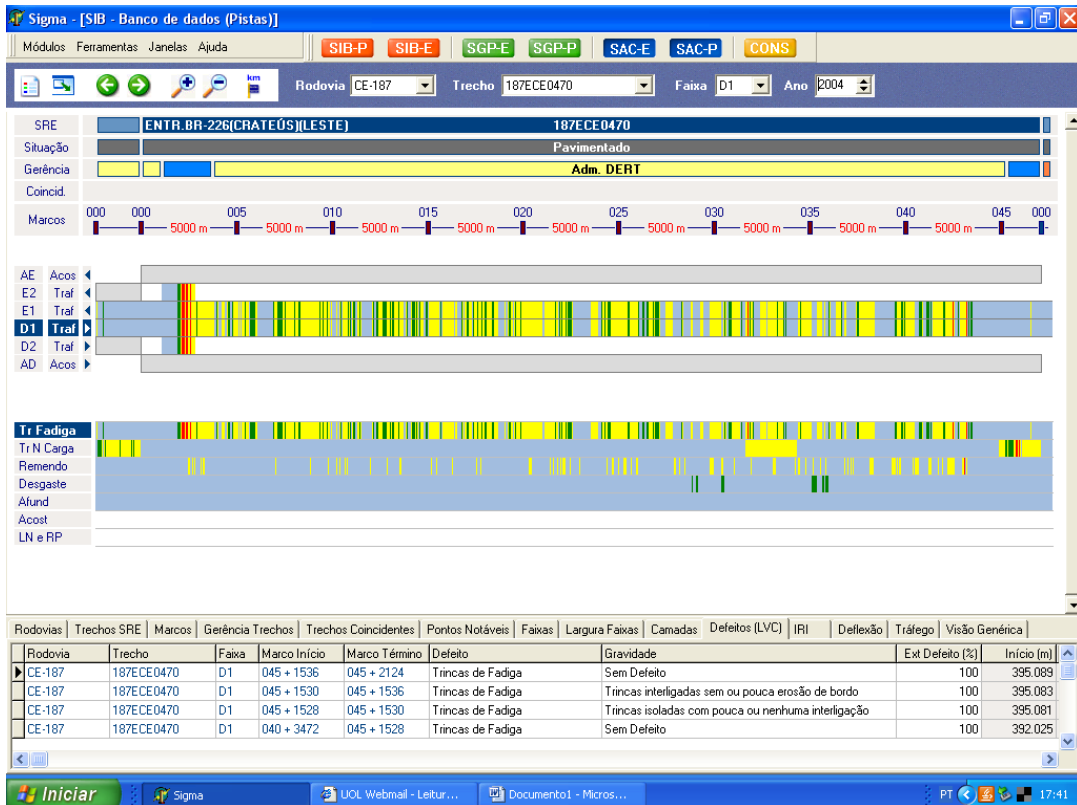 Sigma - [SIB - Banco de dados (Pistas)]
Módulos Ferramentas Janelas Ajuda SIB-P SIB-E SGP-E SGP-P SAC-E SAC-P CONS
km Rodovia CE-187 Trecho 187ECE0470 Faixa D1 Ano 2004
SRE ENTR.BR-226(CRATEÚS)(LESTE) 187ECE0470
Situação Pavimentado
Gerência Adm. DERT
Coincid.
Marcos 000 000 005 010 015 020 025 030 035 040 045 000
5000 m 5000 m 5000 m 5000 m 5000 m 5000 m 5000 m 5000 m 5000 m
AE Acos
E2 Traf
E1 Traf
D1 Traf
D2 Traf
AD Acos
Tr Fadiga
Tr N Carga
Remendo
Desgaste
Afund
Acost
LN e RP
Rodovias Trechos SRE Marcos Gerência Trechos Trechos Coincidentes Pontos Notáveis Faixas Largura Faixas Camadas Defeitos (LVC) IRI Deflexão Tráfego Visão Genérica
Rodovia Trecho Faixa Marco Início Marco Término Defeito Gravidade Ext Defeito (%) Início (m)
CE-187 187ECE0470 D1 045 + 1536 045 + 2124 Trincas de Fadiga Sem Defeito 100 395.089
CE-187 187ECE0470 D1 045 + 1530 045 + 1536 Trincas de Fadiga Trincas interligadas sem ou pouca erosão de bordo 100 395.083
CE-187 187ECE0470 D1 045 + 1528 045 + 1530 Trincas de Fadiga Trincas isoladas com pouca ou nenhuma interligação 100 395.081
CE-187 187ECE0470 D1 040 + 3472 045 + 1528 Trincas de Fadiga Sem Defeito 100 392.025
Iniciar Sigma UOL Webmail - Leitur... Documento1 - Micros... PT 17:41